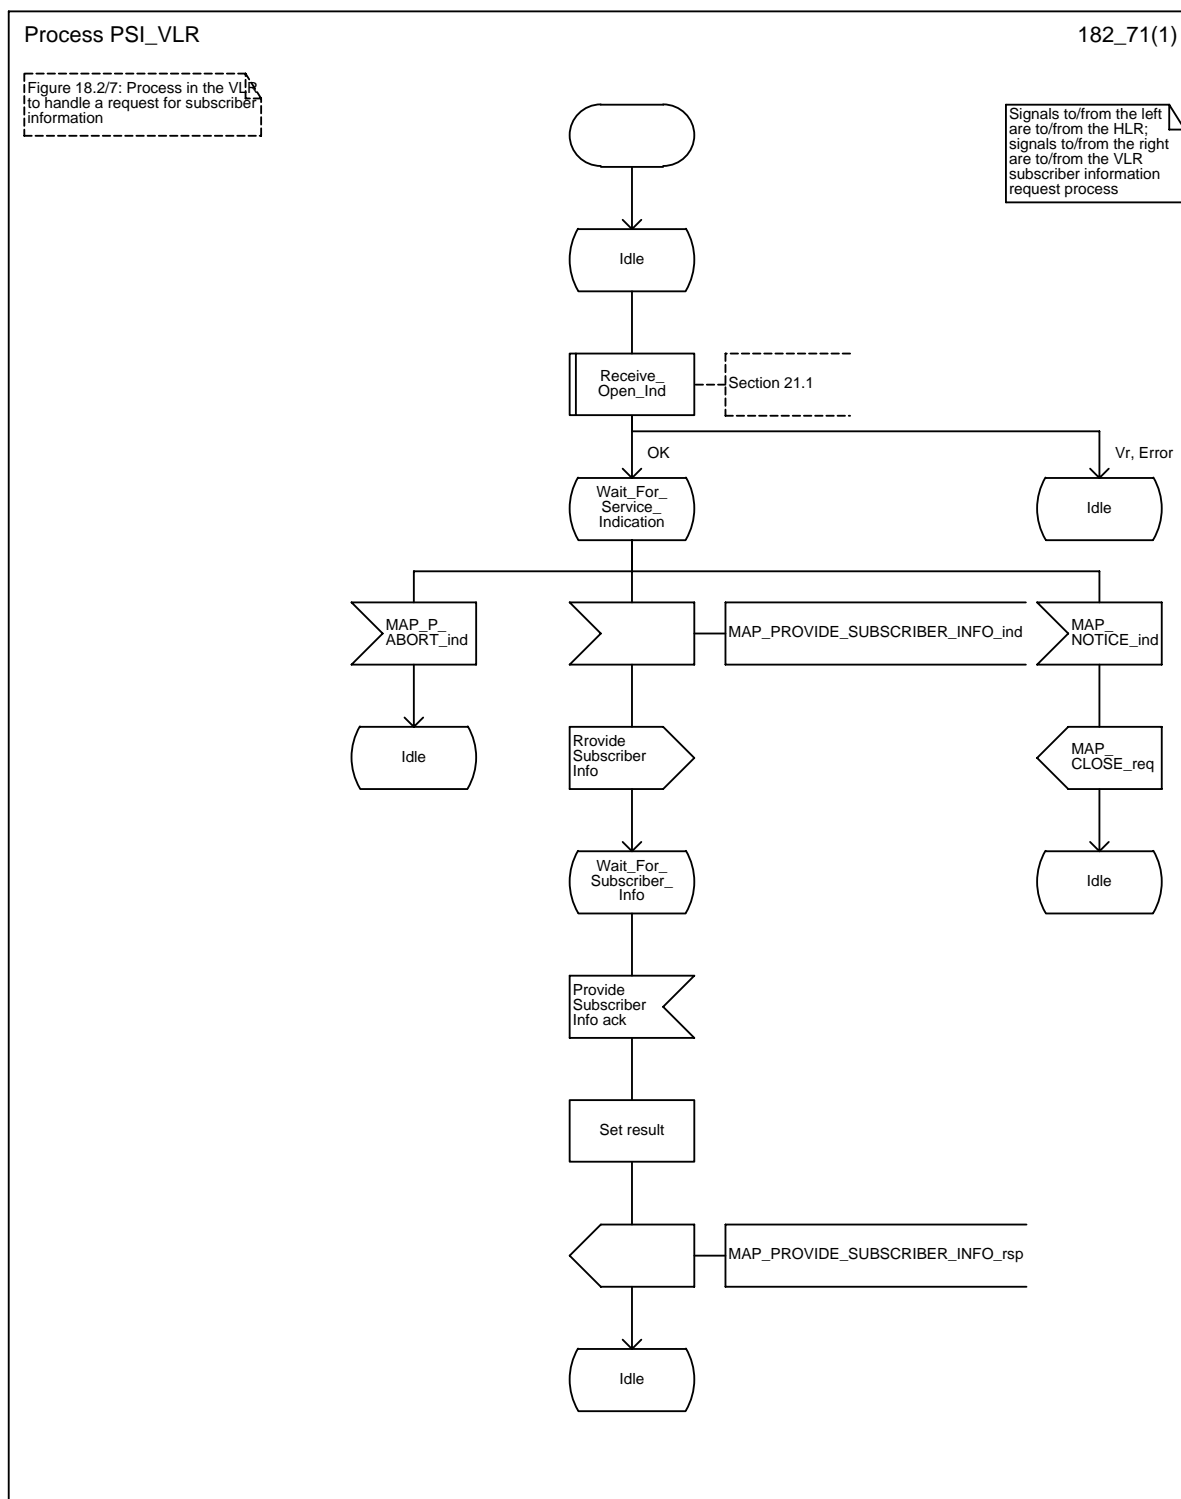 Process PSI_VLR
182_71(1)
Figure 18.2/7: Process in the VLR
to handle a request for subscriber
information
Signals to/from the left
are to/from the HLR;
signals to/from the right
are to/from the VLR
subscriber information
request process
Idle
Receive_
Open_Ind
Section 21.1
OK
Vr, Error
Wait_For_
Service_
Indication
Idle
MAP_P_
ABORT_ind
MAP_PROVIDE_SUBSCRIBER_INFO_ind
MAP_
NOTICE_ind
Idle
Rrovide
Subscriber
Info
MAP_
CLOSE_req
Wait_For_
Subscriber_
Info
Idle
Provide
Subscriber
Info ack
Set result
MAP_PROVIDE_SUBSCRIBER_INFO_rsp
Idle